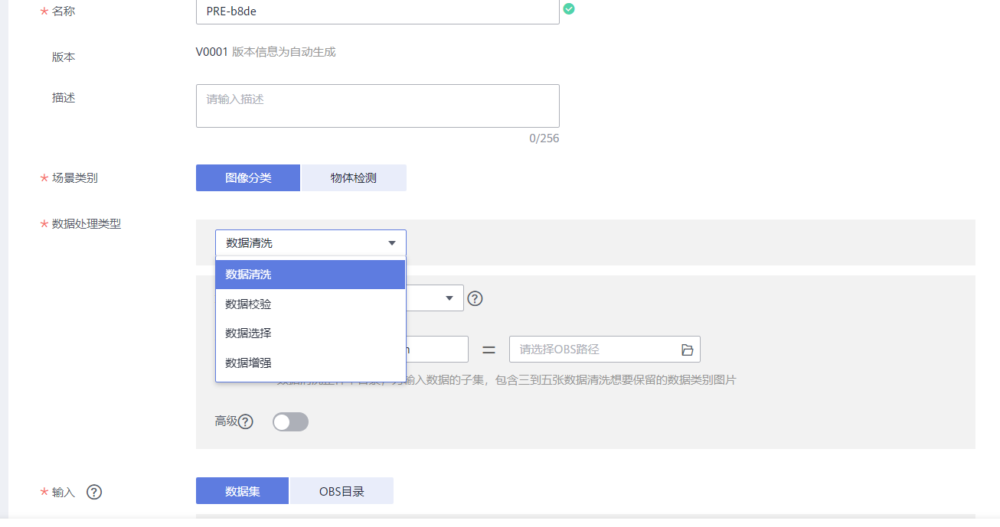 * 名称 PRE-b8de
版本 V0001 版本信息为自动生成
描述 请输入描述
0/256
* 场景类别 图像分类 物体检测
* 数据处理类型
数据清洗
数据清洗
数据校验
数据选择
数据增强
= 请选择OBS路径
输入数据的子集，包含三到五张数据清洗想要保留的数据类别图片
高级 ?
* 输入 ? 数据集 OBS目录